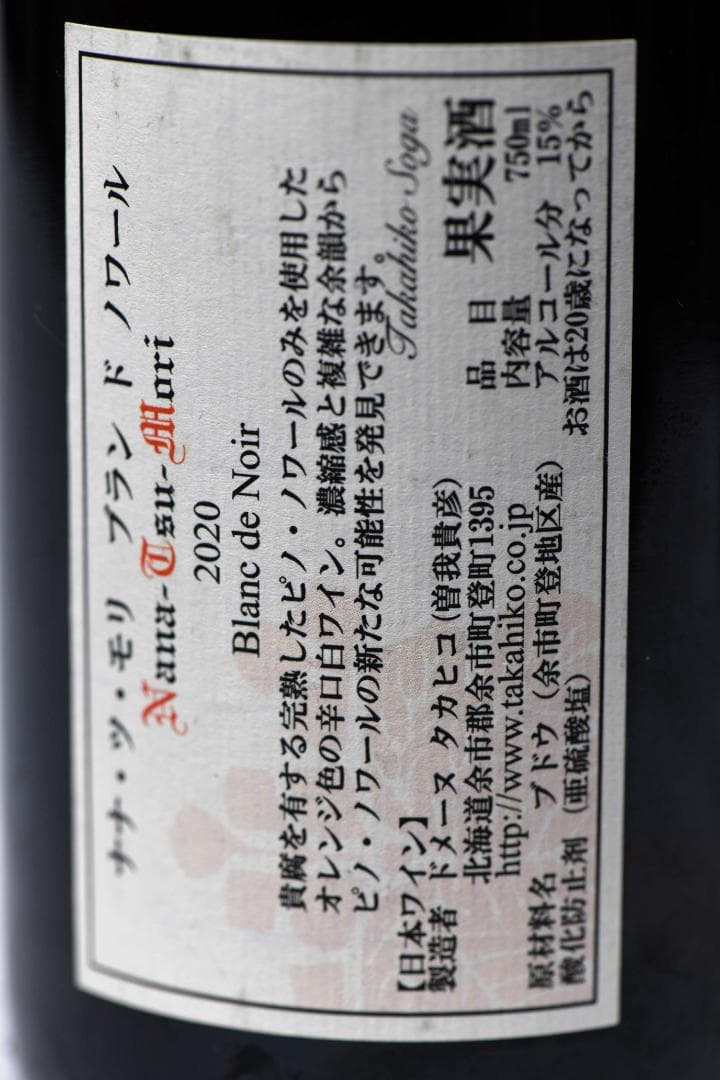 ナナ・ツ・モリ ブラン ド ノワール
Nana-Tsu-Mori
2020
Blanc de Noir
貴腐を有する完熟したピノ・ノワールのみを使用した
オレンジ色の辛口白ワイン。濃縮感と複雑な余韻から
ピノ・ノワールの新たな可能性を発見できます。
Takahiko Soga
【日本ワイン】
製造者 ドメーヌ タカヒコ(曽我貴彦)
北海道余市郡余市町登町1395
http://www.takahiko.co.jp
原材料名 ブドウ(余市町登地区産)
酸化防止剤(亜硫酸塩)
品目 果実酒
内容量 750ml
アルコール分 15%
お酒は20歳になってから